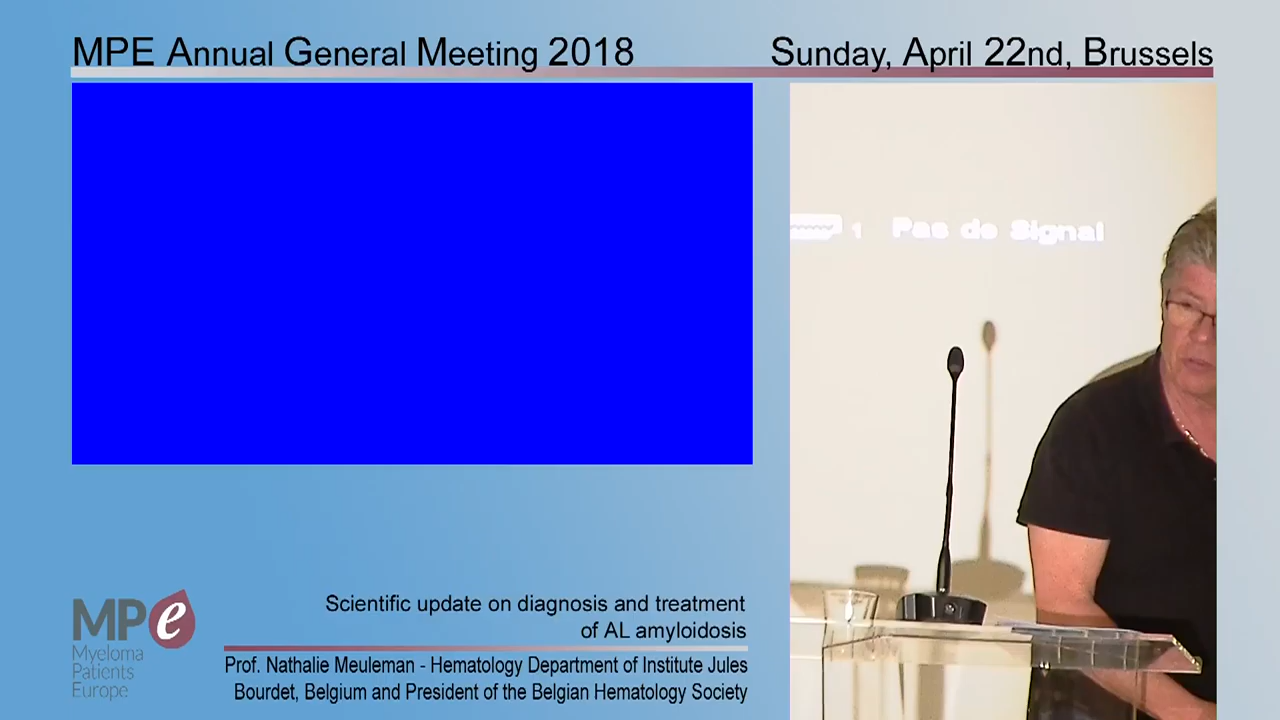 MPE Annual General Meeting 2018
Sunday, April 22nd, Brussels
1 Pas de Signal
Scientific update on diagnosis and treatment
of AL amyloidosis
MPe
Myeloma
Patients
Europe
Prof. Nathalie Meuleman - Hematology Department of Institute Jules
Bourdet, Belgium and President of the Belgian Hematology Society